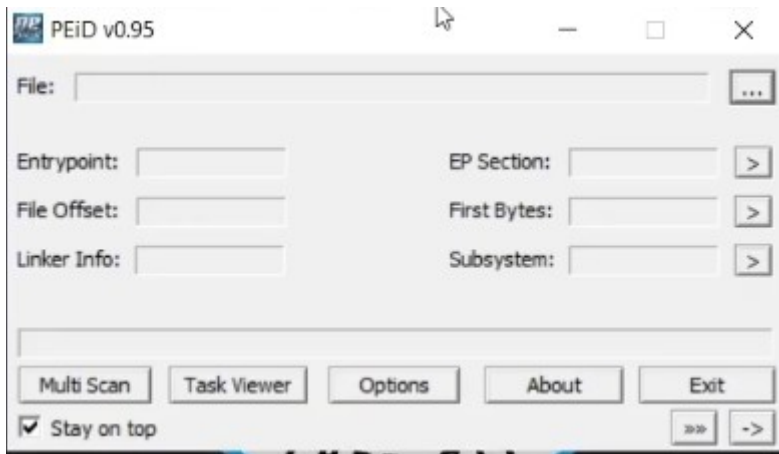 PEiD v0.95
File: ...
Entrypoint: EP Section: >
File Offset: First Bytes: >
Linker Info: Subsystem: >
Multi Scan Task Viewer Options About Exit
Stay on top »» ->